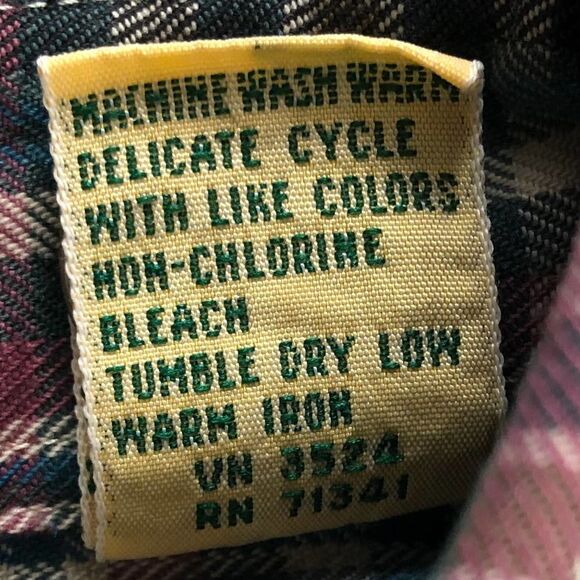 MACHINE WASH WARM
DELICATE CYCLE
WITH LIKE COLORS
NON-CHLORINE
BLEACH
TUMBLE DRY LOW
WARM IRON
VN 3524
RN 71341